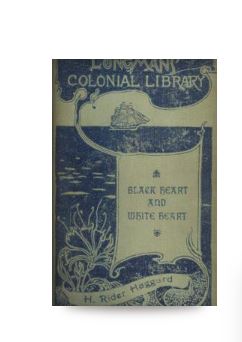 LONGMANS
COLONIAL LIBRARY
BLACK HEART
AND
WHITE HEART
H. Rider Haggard